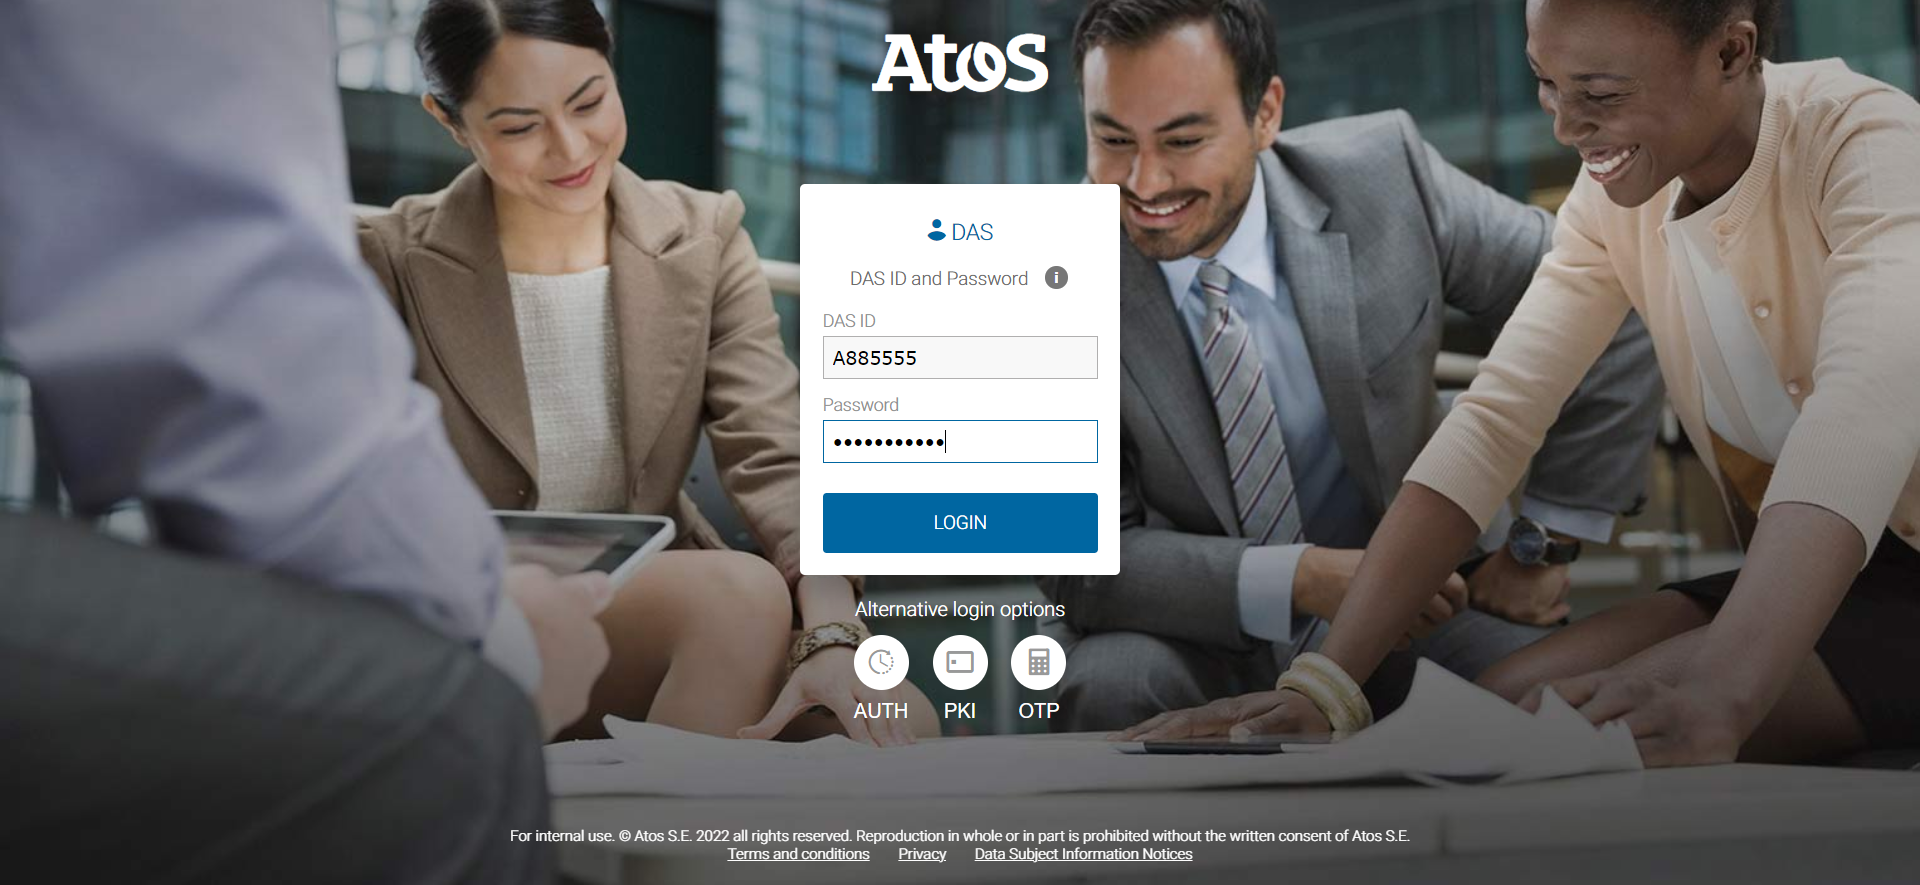 Atos
DAS
DAS ID and Password
DAS ID
A885555
Password
•••••••••••
LOGIN
Alternative login options
AUTH PKI OTP
For internal use. © Atos S.E. 2022 all rights reserved. Reproduction in whole or in part is prohibited without the written consent of Atos S.E.
Terms and conditions Privacy Data Subject Information Notices